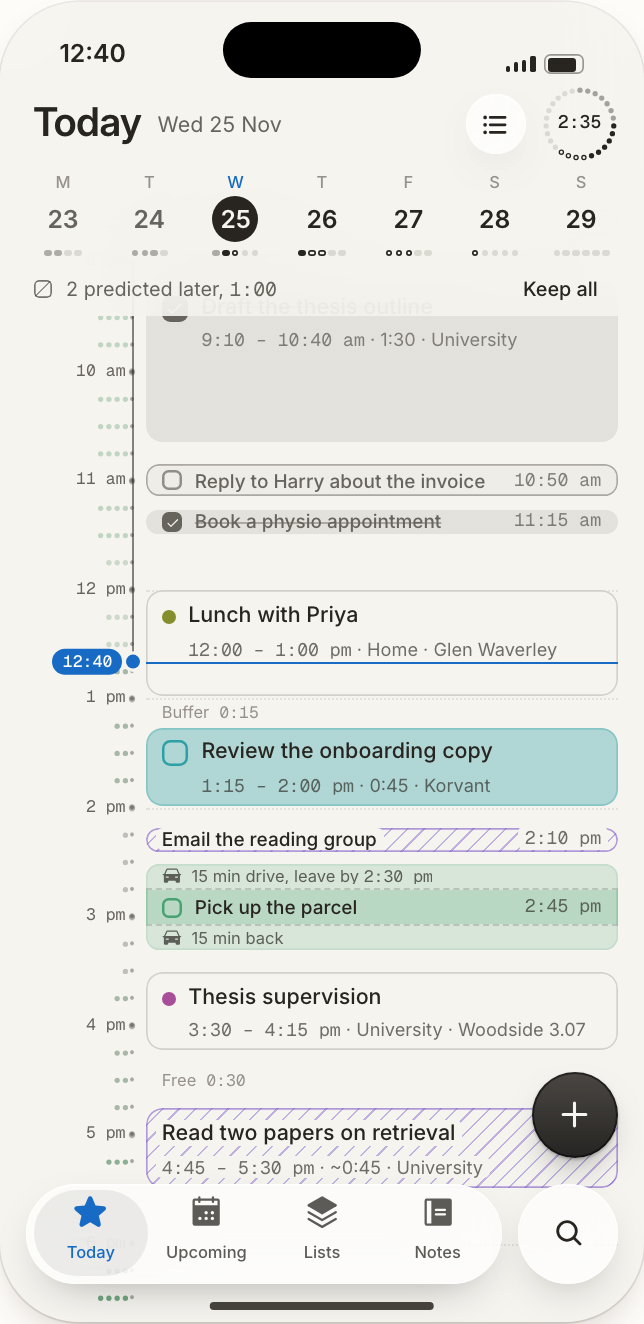 12:40
Today Wed 25 Nov
2:35
M T W T F S S
23 24 25 26 27 28 29
2 predicted later, 1:00 Keep all
Draft the thesis outline
9:10 – 10:40 am · 1:30 · University
10 am
11 am
Reply to Harry about the invoice 10:50 am
Book a physio appointment 11:15 am
12 pm
Lunch with Priya
12:00 – 1:00 pm · Home · Glen Waverley
12:40
1 pm
Buffer 0:15
Review the onboarding copy
1:15 – 2:00 pm · 0:45 · Korvant
2 pm
Email the reading group 2:10 pm
15 min drive, leave by 2:30 pm
3 pm
Pick up the parcel 2:45 pm
15 min back
Thesis supervision
4 pm
3:30 – 4:15 pm · University · Woodside 3.07
Free 0:30
5 pm
Read two papers on retrieval
4:45 – 5:30 pm · ~0:45 · University
Today Upcoming Lists Notes